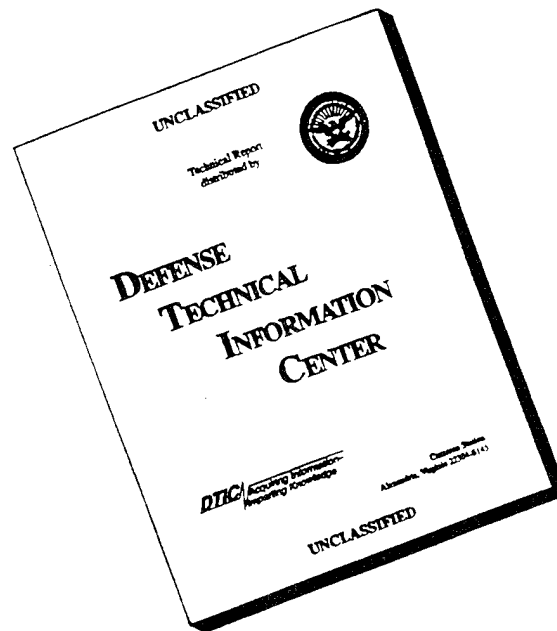 UNCLASSIFIED
Technical Report
distributed by
DEFENSE
TECHNICAL
INFORMATION
CENTER
DTIC Acquiring Information-
Imparting Knowledge
Cameron Station
Alexandria, Virginia 22304-6145
UNCLASSIFIED